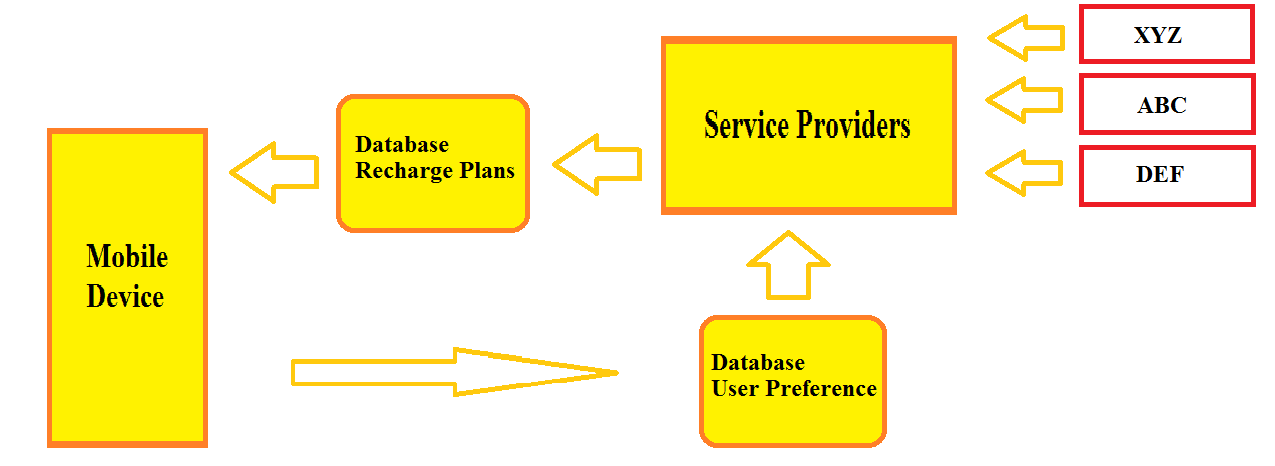 XYZ
Service Providers
ABC
Database
Recharge Plans
DEF
Mobile
Device
Database
User Preference